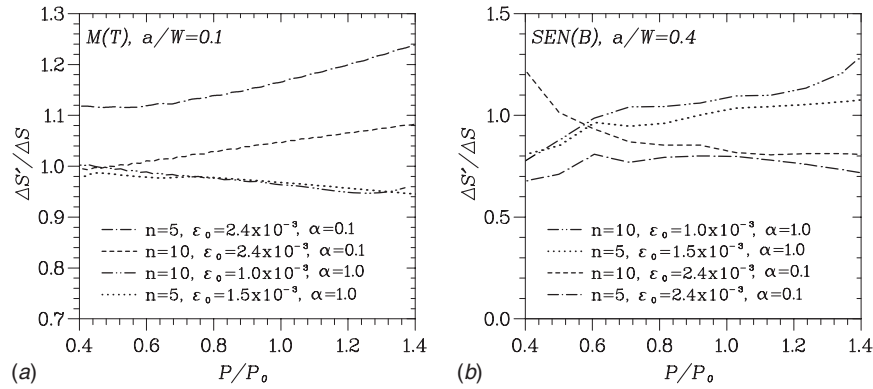 M(T), a/W=0.1
1.3
1.2
1.1
1.0
0.9
0.8
0.7
ΔS'/ΔS
n=5, ε₀=2.4x10⁻³, α=0.1
n=10, ε₀=2.4x10⁻³, α=0.1
n=10, ε₀=1.0x10⁻³, α=1.0
n=5, ε₀=1.5x10⁻³, α=1.0
0.4 0.6 0.8 1.0 1.2 1.4
P/P₀
(a)
SEN(B), a/W=0.4
1.5
1.0
0.5
0.0
ΔS'/ΔS
n=10, ε₀=1.0x10⁻³, α=1.0
n=5, ε₀=1.5x10⁻³, α=1.0
n=10, ε₀=2.4x10⁻³, α=0.1
n=5, ε₀=2.4x10⁻³, α=0.1
0.4 0.6 0.8 1.0 1.2 1.4
P/P₀
(b)